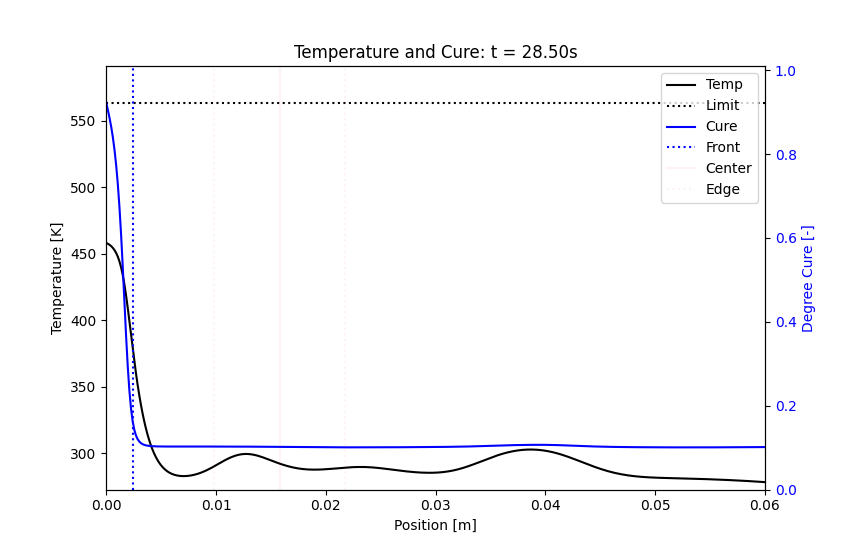 Temperature and Cure: t = 28.50s
Temp
Limit
Cure
Front
Center
Edge
Temperature [K]
550
500
450
400
350
300
Degree Cure [-]
1.0
0.8
0.6
0.4
0.2
0.0
0.00 0.01 0.02 0.03 0.04 0.05 0.06
Position [m]